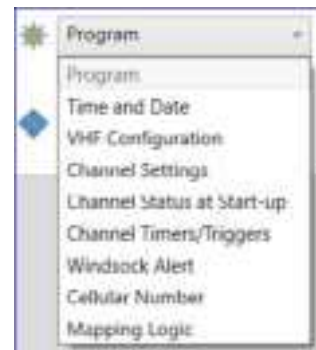 Program
Program
Time and Date
VHF Configuration
Channel Settings
Channel Status at Start-up
Channel Timers/Triggers
Windsock Alert
Cellular Number
Mapping Logic